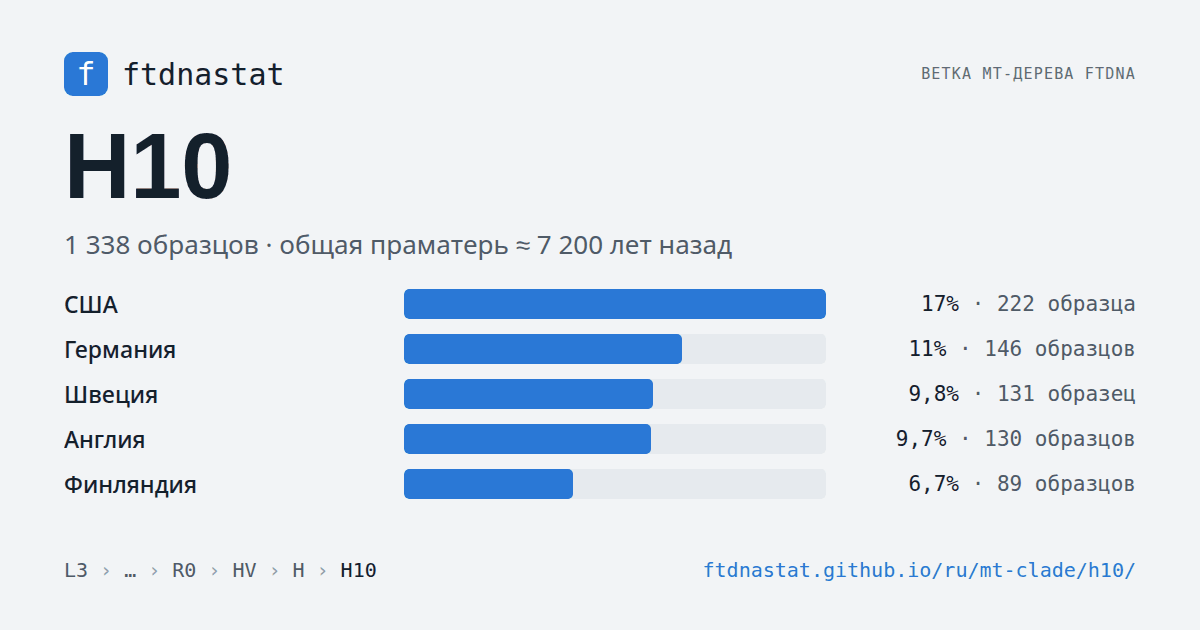 f ftdnastat
ВЕТКА МТ-ДЕРЕВА FTDNA
H10
1 338 образцов · общая праматерь ≈ 7 200 лет назад
США 17% · 222 образца
Германия 11% · 146 образцов
Швеция 9,8% · 131 образец
Англия 9,7% · 130 образцов
Финляндия 6,7% · 89 образцов
L3 › … › R0 › HV › H › H10
ftdnastat.github.io/ru/mt-clade/h10/